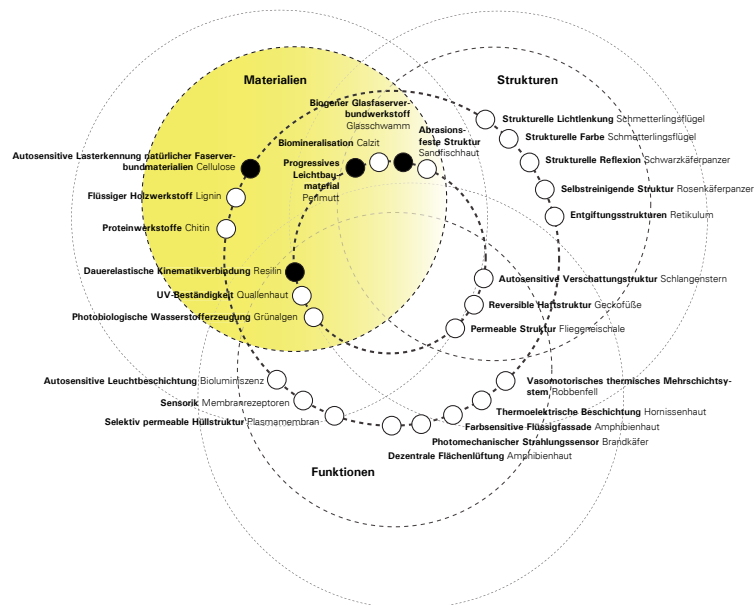 Materialien
Strukturen
Biogener Glasfaserver-
bundwerkstoff
Glasschwamm
Biomineralisation Calzit
Abrasions-
feste Struktur
Sandfischhaut
Progressives
Leichtbau-
material
Perlmutt
Autosensitive Lasterkennung natürlicher Faserver-
bundmaterialien Cellulose
Flüssiger Holzwerkstoff Lignin
Proteinwerkstoffe Chitin
Dauerelastische Kinematikverbindung Resilin
UV-Beständigkeit Quallenhaut
Photobiologische Wasserstofferzeugung Grünalgen
Strukturelle Lichtlenkung Schmetterlingsflügel
Strukturelle Farbe Schmetterlingsflügel
Strukturelle Reflexion Schwarzkäferpanzer
Selbstreinigende Struktur Rosenkäferpanzer
Entgiftungsstrukturen Retikulum
Autosensitive Verschattungstruktur Schlangenstern
Reversible Haftstruktur Geckofüße
Permeable Struktur Fliegeneischale
Autosensitive Leuchtbeschichtung Biolumineszenz
Sensorik Membranrezeptoren
Selektiv permeable Hüllstruktur Plasmamembran
Vasomotorisches thermisches Mehrschichtsy-
stem Robbenfell
Thermoelektrische Beschichtung Hornissenhaut
Farbsensitive Flüssigfassade Amphibienhaut
Photomechanischer Strahlungssensor Brandkäfer
Dezentrale Flächenlüftung Amphibienhaut
Funktionen